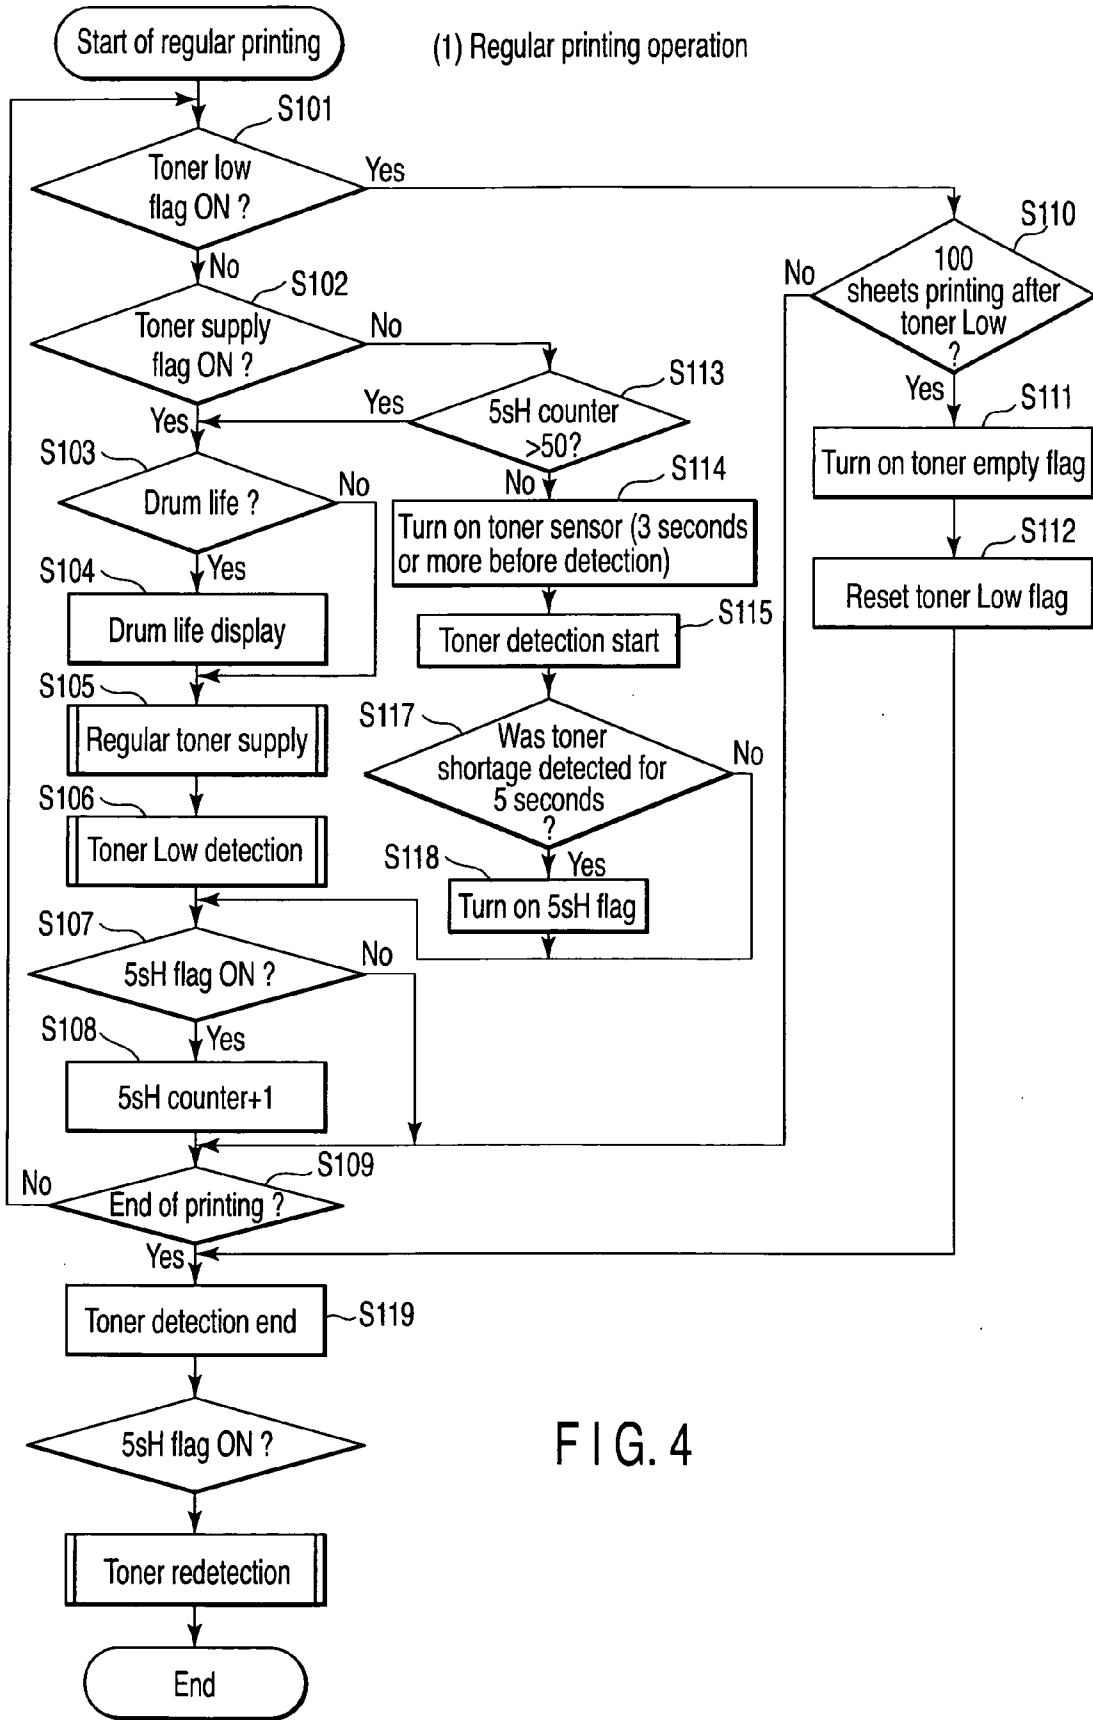 Start of regular printing
(1) Regular printing operation
S101
Toner low
flag ON ?
Yes
No
S110
100
sheets printing after
toner Low
?
No
Yes
S102
Toner supply
flag ON ?
No
Yes
S113
5sH counter
>50?
Yes
No
S111
Turn on toner empty flag
S103
Drum life ?
No
Yes
S114
Turn on toner sensor (3 seconds
or more before detection)
S112
Reset toner Low flag
S104
Drum life display
S115
Toner detection start
S105
Regular toner supply
S117
Was toner
shortage detected for
5 seconds
?
No
Yes
S106
Toner Low detection
S118
Turn on 5sH flag
S107
5sH flag ON ?
No
Yes
S108
5sH counter+1
S109
End of printing ?
No
Yes
Toner detection end
S119
5sH flag ON ?
FIG. 4
Toner redetection
End